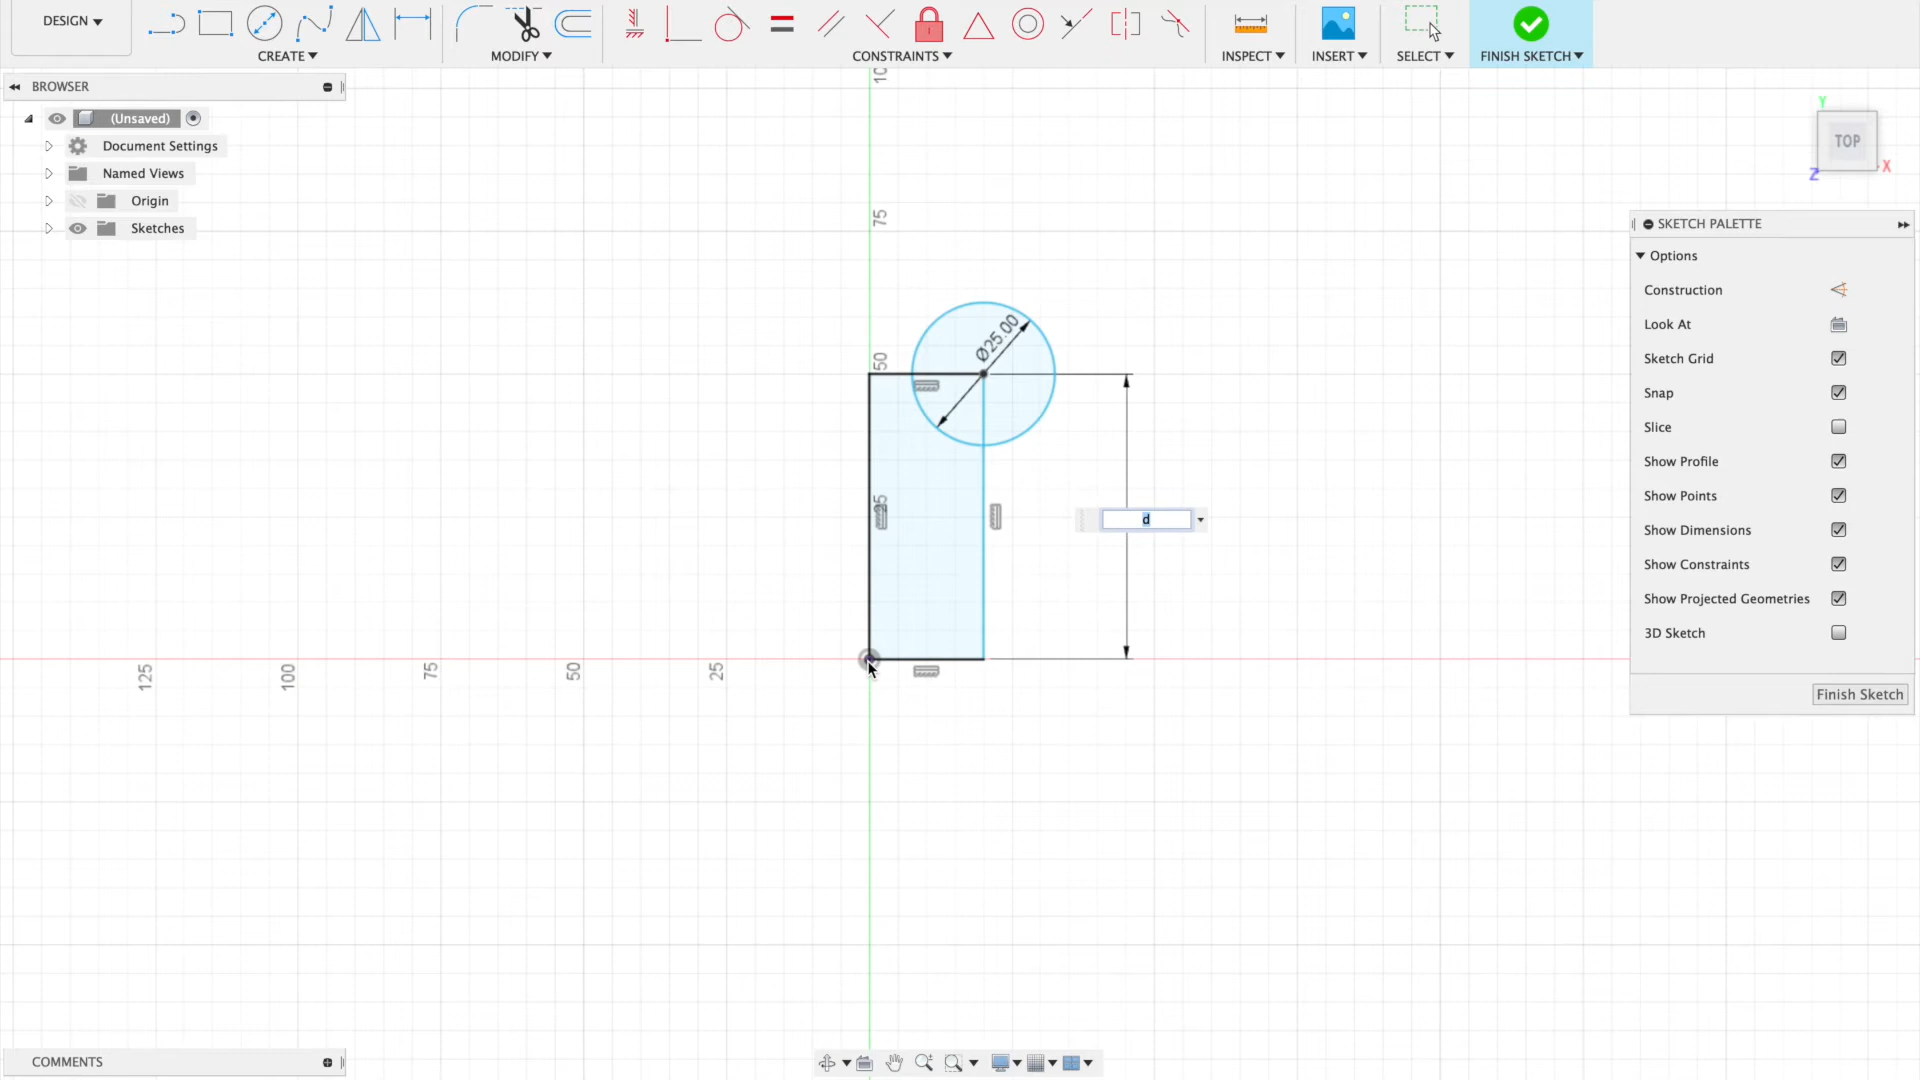 DESIGN
CREATE
MODIFY
CONSTRAINTS
INSPECT
INSERT
SELECT
FINISH SKETCH
BROWSER
(Unsaved)
Document Settings
Named Views
Origin
Sketches
TOP
Y
X
Z
SKETCH PALETTE
Options
Construction
Look At
Sketch Grid
Snap
Slice
Show Profile
Show Points
Show Dimensions
Show Constraints
Show Projected Geometries
3D Sketch
Finish Sketch
75
50
25
Ø25.00
d
125
100
75
50
25
COMMENTS